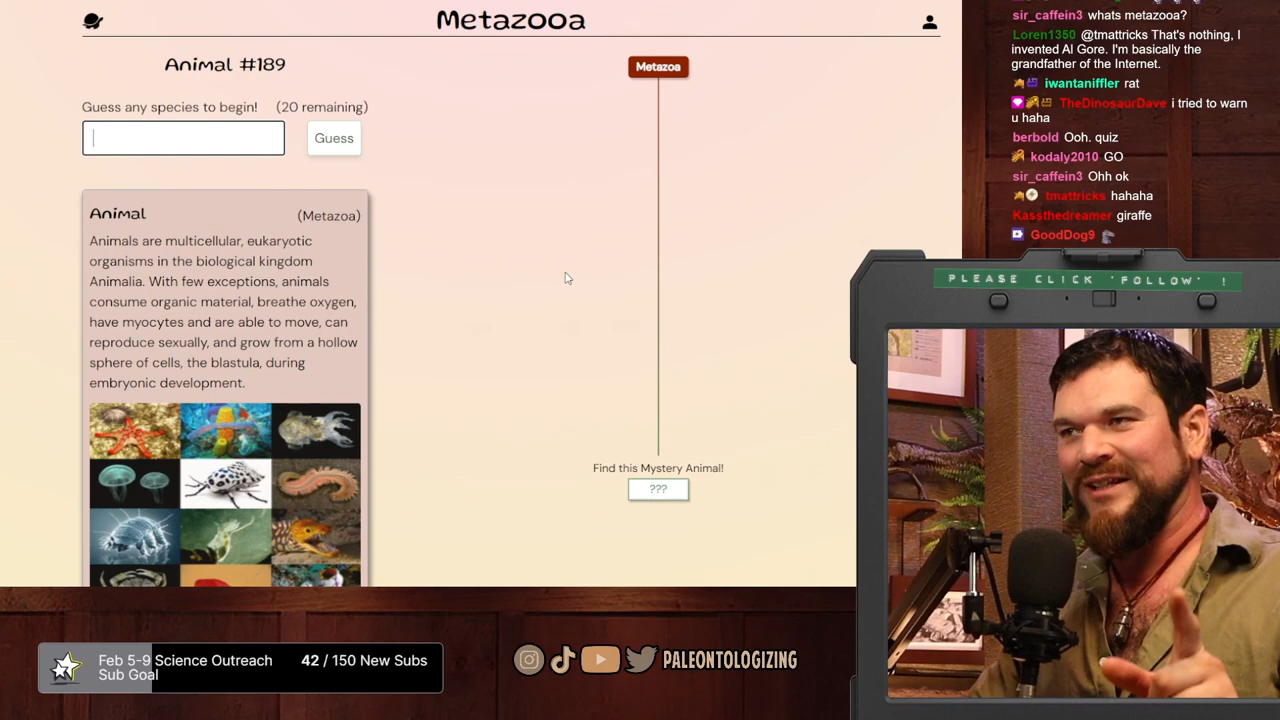 Metazooa
Animal #189
Guess any species to begin! (20 remaining)
Guess
Animal (Metazoa)
Animals are multicellular, eukaryotic
organisms in the biological kingdom
Animalia. With few exceptions, animals
consume organic material, breathe oxygen,
have myocytes and are able to move, can
reproduce sexually, and grow from a hollow
sphere of cells, the blastula, during
embryonic development.
Metazoa
Find this Mystery Animal!
???
sir_caffein3 whats metazooa?
Loren1350 @tmattricks That's nothing, I
invented Al Gore. I'm basically the
grandfather of the Internet.
iwantaniffler rat
TheDinosaurDave i tried to warn
u haha
berbold Ooh. quiz
kodaly2010 GO
sir_caffein3 Ohh ok
tmattricks hahaha
Kassthedreamer giraffe
GoodDog9
PLEASE CLICK 'FOLLOW' !
Feb 5-9 Science Outreach 42 / 150 New Subs
Sub Goal
PALEONTOLOGIZING